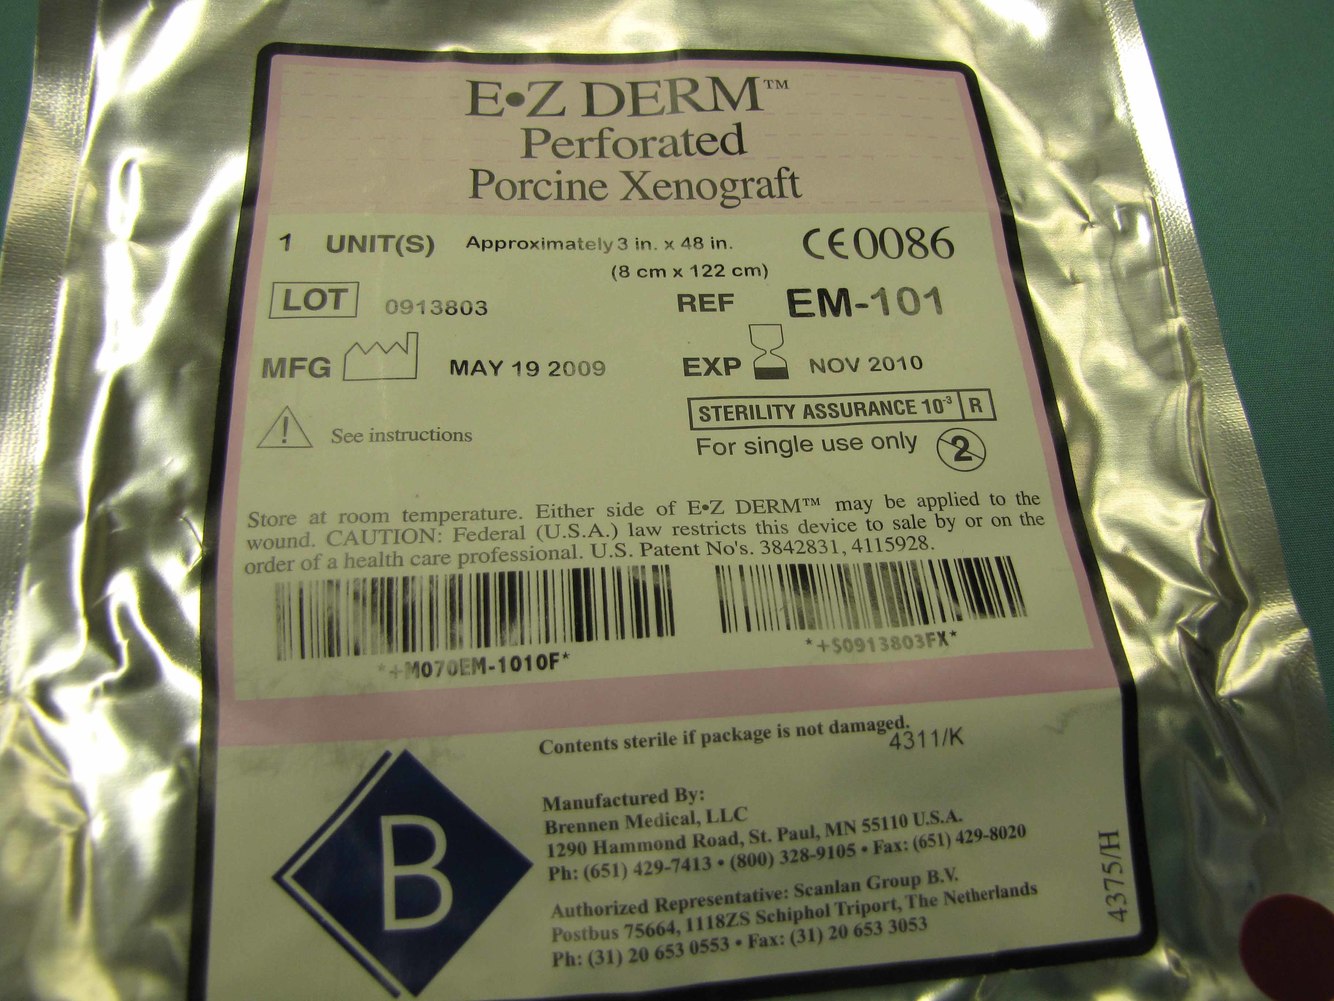 E•Z DERM™
Perforated
Porcine Xenograft
1 UNIT(S) Approximately 3 in. x 48 in. CE0086
(8 cm x 122 cm)
LOT 0913803 REF EM-101
MFG MAY 19 2009 EXP NOV 2010
STERILITY ASSURANCE 10-3 R
! See instructions For single use only 2
Store at room temperature. Either side of E•Z DERM™ may be applied to the
wound. CAUTION: Federal (U.S.A.) law restricts this device to sale by or on the
order of a health care professional. U.S. Patent No's. 3842831, 4115928.
*+M070EM-1010F* *+S0913803FX*
Contents sterile if package is not damaged.
4311/K
B
Manufactured By:
Brennen Medical, LLC
1290 Hammond Road, St. Paul, MN 55110 U.S.A.
Ph: (651) 429-7413 • (800) 328-9105 • Fax: (651) 429-8020
Authorized Representative: Scanlan Group B.V.
Postbus 75664, 1118ZS Schiphol Triport, The Netherlands
Ph: (31) 20 653 0553 • Fax: (31) 20 653 3053
4375/H